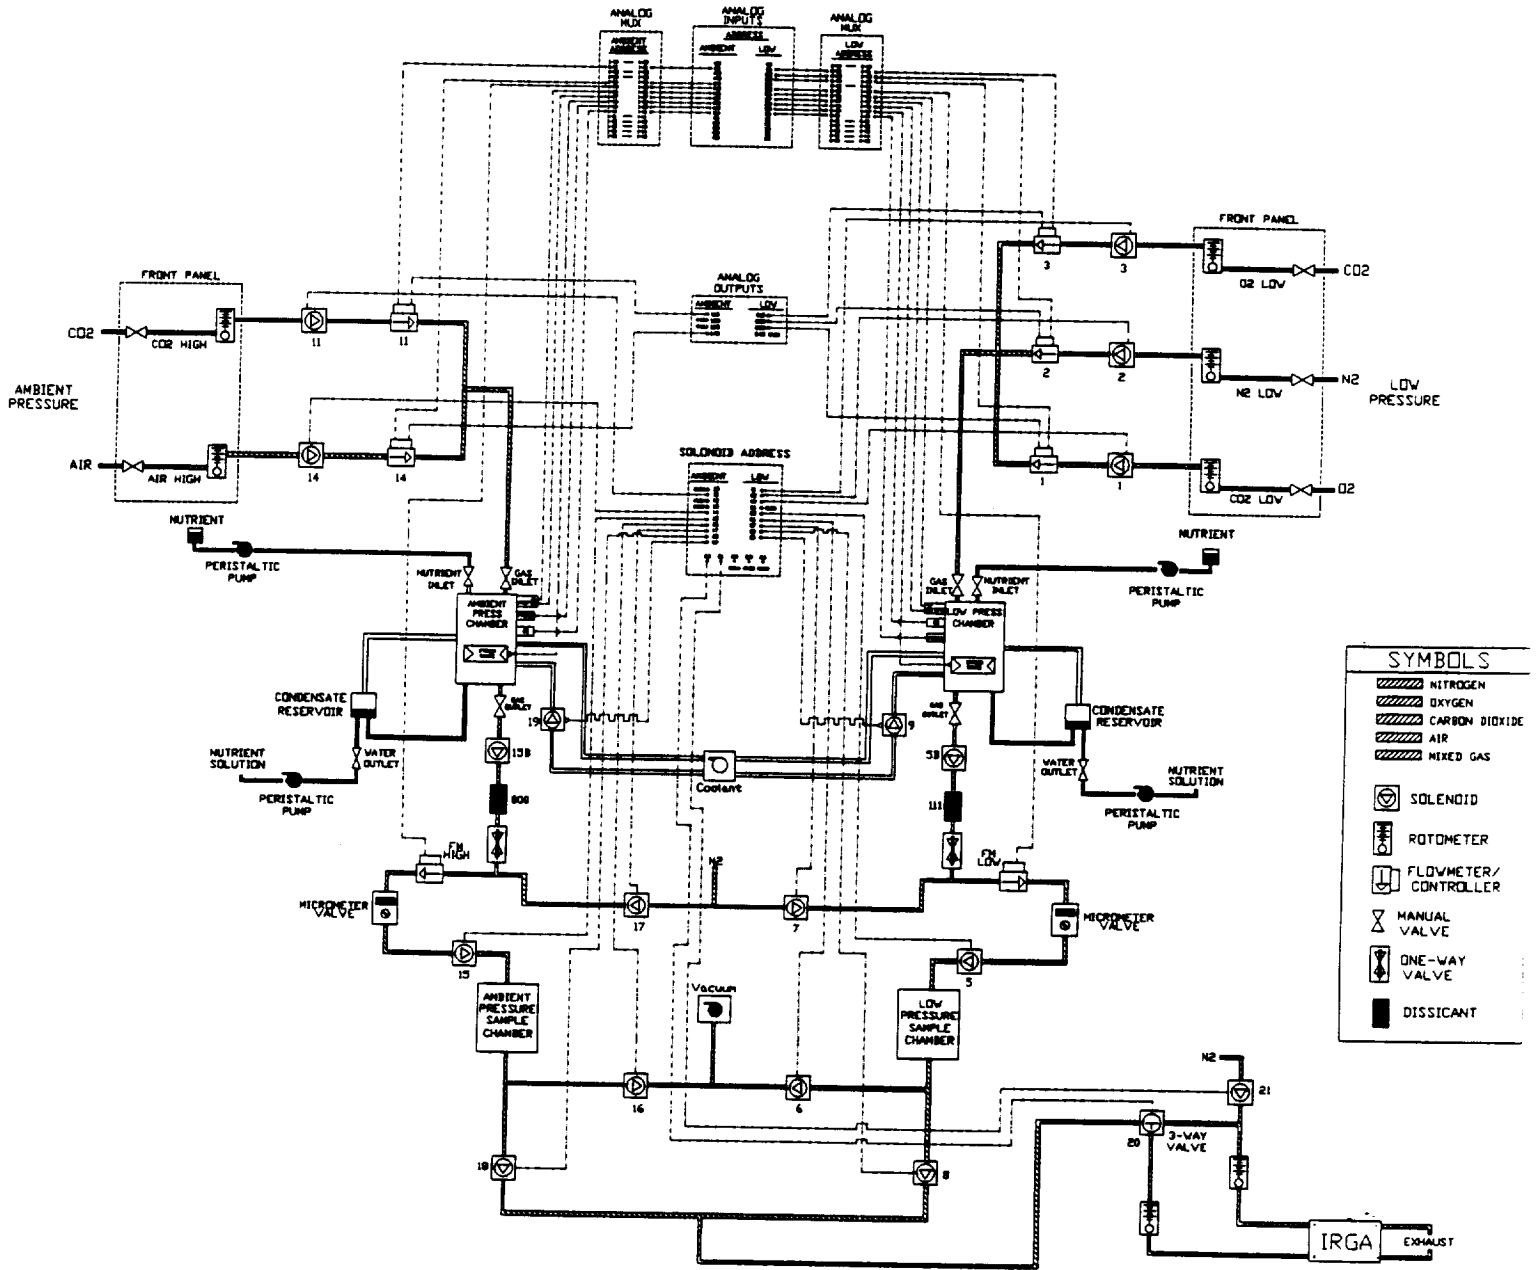 ANALOG
MUX
AMBIENT
ADDRESS
ANALOG
INPUTS
ADDRESS
AMBIENT
LOW
ANALOG
MUX
LOW
ADDRESS
FRONT PANEL
CO2
CO2 HIGH
11
11
AMBIENT
PRESSURE
AIR
AIR HIGH
14
14
ANALOG
OUTPUTS
AMBIENT
LOW
FRONT PANEL
3
3
O2 LOW
CO2
2
2
N2 LOW
N2
LOW
PRESSURE
1
1
CO2 LOW
O2
SOLONOID ADDRESS
AMBIENT
LOW
NUTRIENT
PERISTALTIC
PUMP
NUTRIENT
INLET
GAS
INLET
AMBIENT
PRESS
CHAMBER
GAS
INLET
NUTRIENT
INLET
LOW PRESS
CHAMBER
NUTRIENT
PERISTALTIC
PUMP
CONDENSATE
RESERVOIR
WATER
OUTLET
NUTRIENT
SOLUTION
PERISTALTIC
PUMP
GAS
OUTLET
19
15B
Coolant
GAS
OUTLET
9
5B
111
CONDENSATE
RESERVOIR
WATER
OUTLET
NUTRIENT
SOLUTION
PERISTALTIC
PUMP
FM
HIGH
MICROMETER
VALVE
15
17
N2
7
FM
LOW
MICROMETER
VALVE
5
AMBIENT
PRESSURE
SAMPLE
CHAMBER
Vacuum
LOW
PRESSURE
SAMPLE
CHAMBER
16
6
18
8
N2
21
20
3-WAY
VALVE
IRGA
EXHAUST
SYMBOLS
NITROGEN
OXYGEN
CARBON DIOXIDE
AIR
MIXED GAS
SOLENOID
ROTOMETER
FLOWMETER/
CONTROLLER
MANUAL
VALVE
ONE-WAY
VALVE
DISSICANT